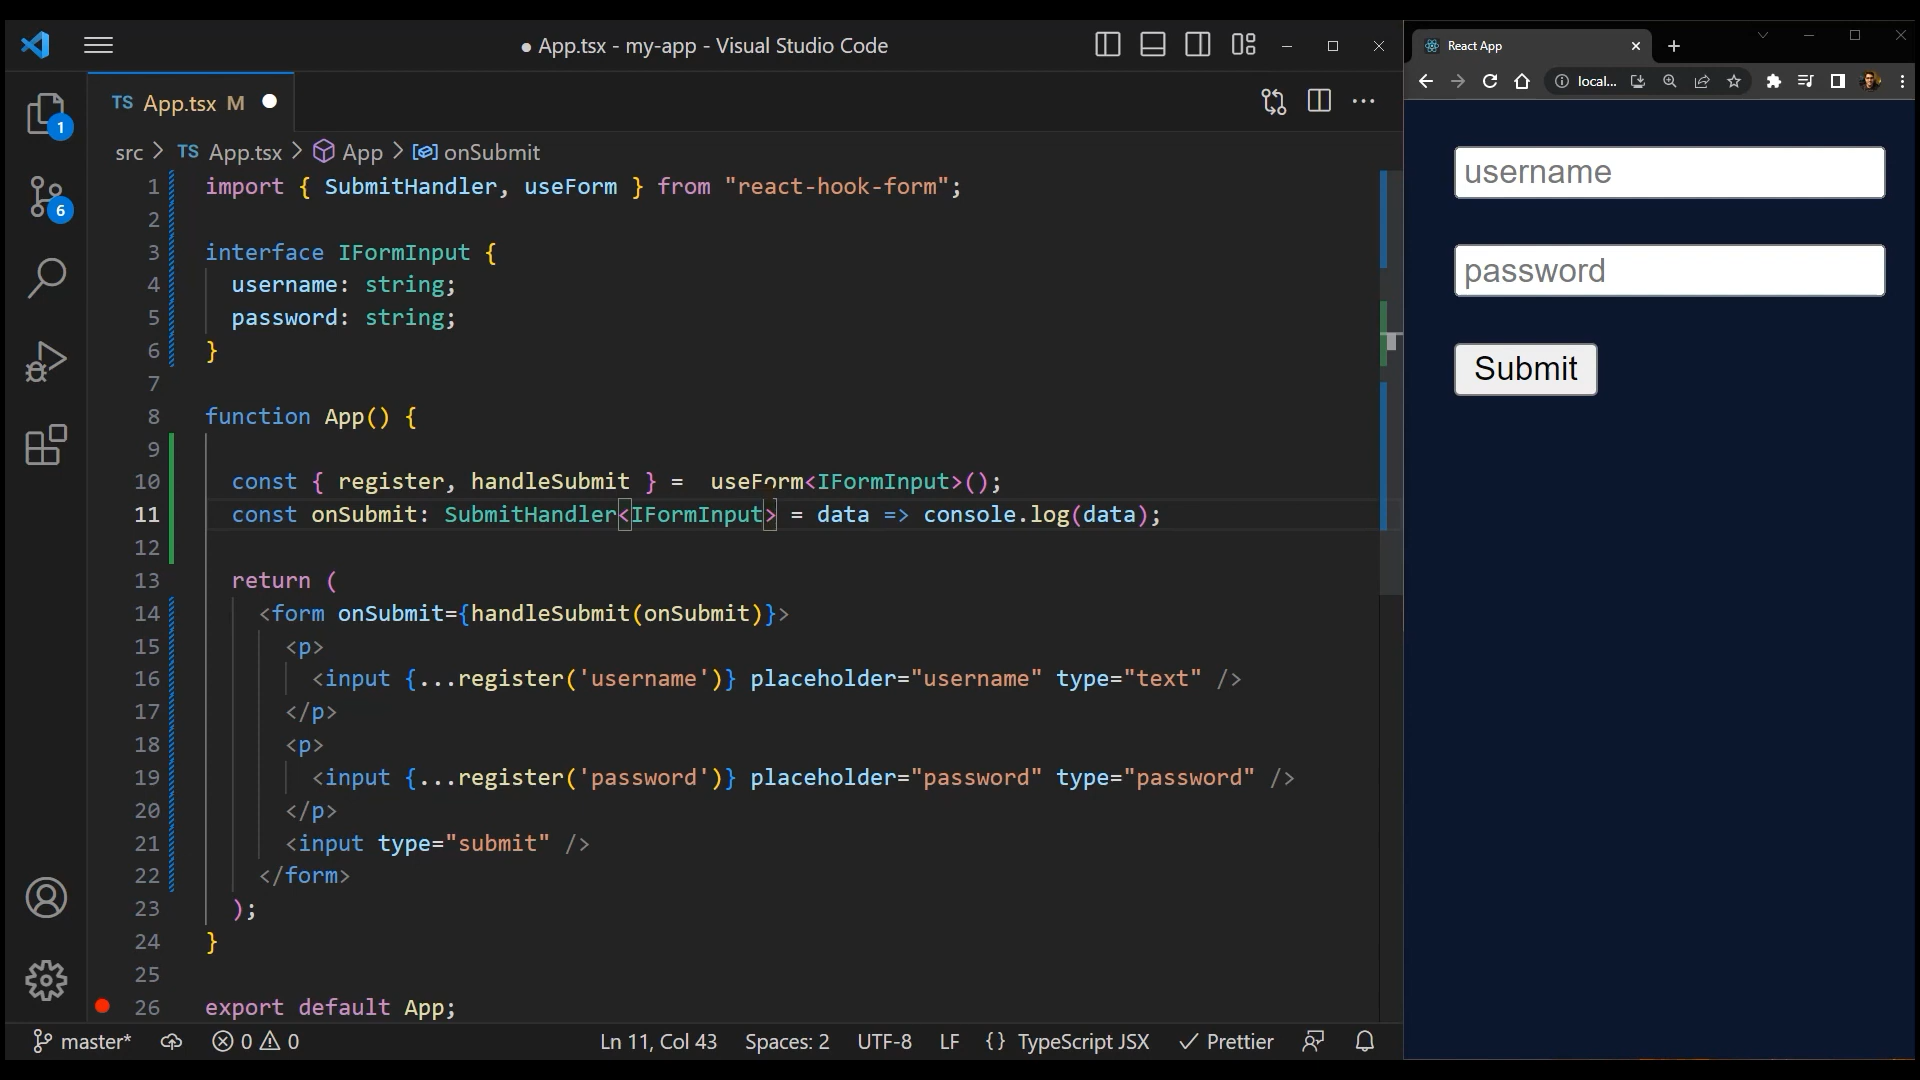 ● App.tsx - my-app - Visual Studio Code
TS App.tsx M ●
src > TS App.tsx > App > onSubmit
1 import { SubmitHandler, useForm } from "react-hook-form";
2
3 interface IFormInput {
4 username: string;
5 password: string;
6 }
7
8 function App() {
9
10 const { register, handleSubmit } =  useForm<IFormInput>();
11 const onSubmit: SubmitHandler<IFormInput> = data => console.log(data);
12
13 return (
14 <form onSubmit={handleSubmit(onSubmit)}>
15 <p>
16 <input {...register('username')} placeholder="username" type="text" />
17 </p>
18 <p>
19 <input {...register('password')} placeholder="password" type="password" />
20 </p>
21 <input type="submit" />
22 </form>
23 );
24 }
25
26 export default App;
1
6
master* 0 0 Ln 11, Col 43 Spaces: 2 UTF-8 LF {} TypeScript JSX ✓ Prettier
React App
local...
username
password
Submit